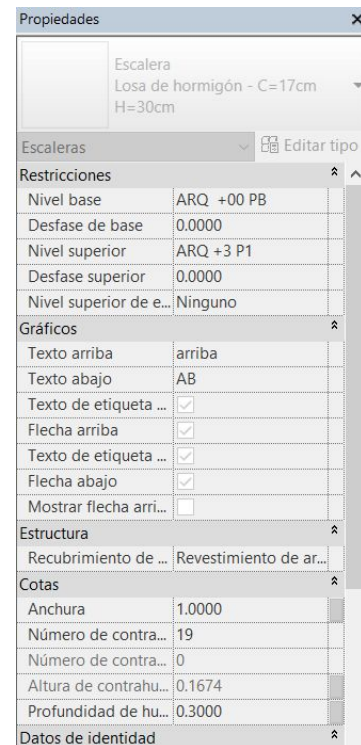 Propiedades
Escalera
Losa de hormigón - C=17cm
H=30cm
Escaleras Editar tipo
Restricciones
Nivel base ARQ +00 PB
Desfase de base 0.0000
Nivel superior ARQ +3 P1
Desfase superior 0.0000
Nivel superior de e... Ninguno
Gráficos
Texto arriba arriba
Texto abajo AB
Texto de etiqueta ...
Flecha arriba
Texto de etiqueta ...
Flecha abajo
Mostrar flecha arri...
Estructura
Recubrimiento de ... Revestimiento de ar...
Cotas
Anchura 1.0000
Número de contra... 19
Número de contra... 0
Altura de contrahu... 0.1674
Profundidad de hu... 0.3000
Datos de identidad